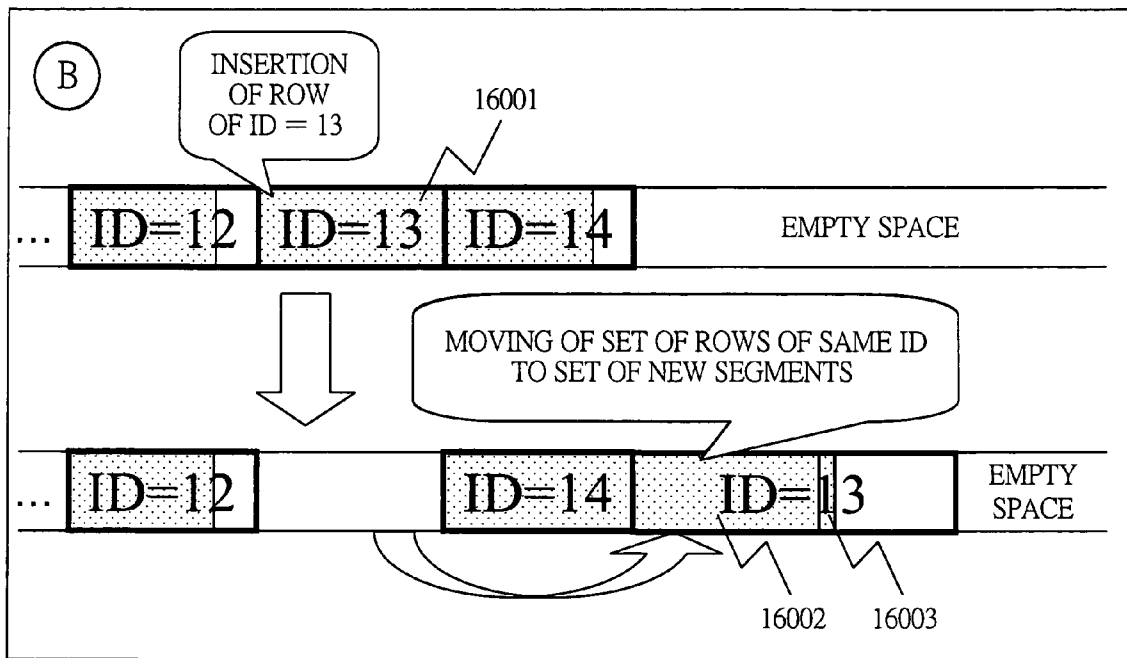 B
INSERTION
OF ROW
OF ID = 13
16001
... ID=12 ID=13 ID=14 EMPTY SPACE
MOVING OF SET OF ROWS OF SAME ID
TO SET OF NEW SEGMENTS
... ID=12 ID=14 ID=13 EMPTY
SPACE
16002 16003